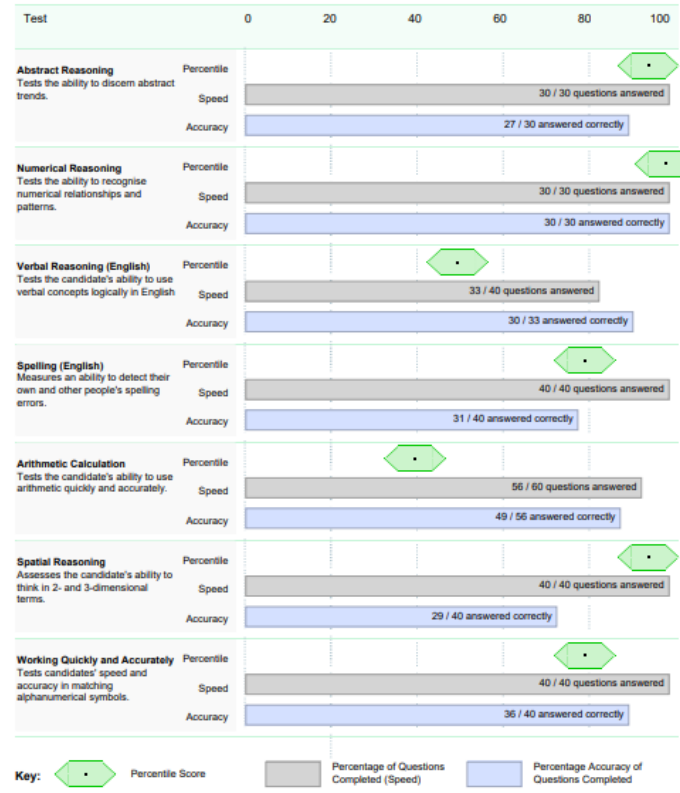 Test 0 20 40 60 80 100
Abstract Reasoning Percentile
Tests the ability to discern abstract
trends. Speed 30 / 30 questions answered
Accuracy 27 / 30 answered correctly
Numerical Reasoning Percentile
Tests the ability to recognise
numerical relationships and Speed 30 / 30 questions answered
patterns.
Accuracy 30 / 30 answered correctly
Verbal Reasoning (English) Percentile
Tests the candidate's ability to use
verbal concepts logically in English Speed 33 / 40 questions answered
Accuracy 30 / 33 answered correctly
Spelling (English) Percentile
Measures an ability to detect their
own and other people's spelling Speed 40 / 40 questions answered
errors.
Accuracy 31 / 40 answered correctly
Arithmetic Calculation Percentile
Tests the candidate's ability to use
arithmetic quickly and accurately. Speed 56 / 60 questions answered
Accuracy 49 / 56 answered correctly
Spatial Reasoning Percentile
Assesses the candidate's ability to
think in 2- and 3-dimensional Speed 40 / 40 questions answered
terms.
Accuracy 29 / 40 answered correctly
Working Quickly and Accurately Percentile
Tests candidates' speed and
accuracy in matching Speed 40 / 40 questions answered
alphanumerical symbols.
Accuracy 36 / 40 answered correctly
Key: Percentile Score
Percentage of Questions
Completed (Speed)
Percentage Accuracy of
Questions Completed